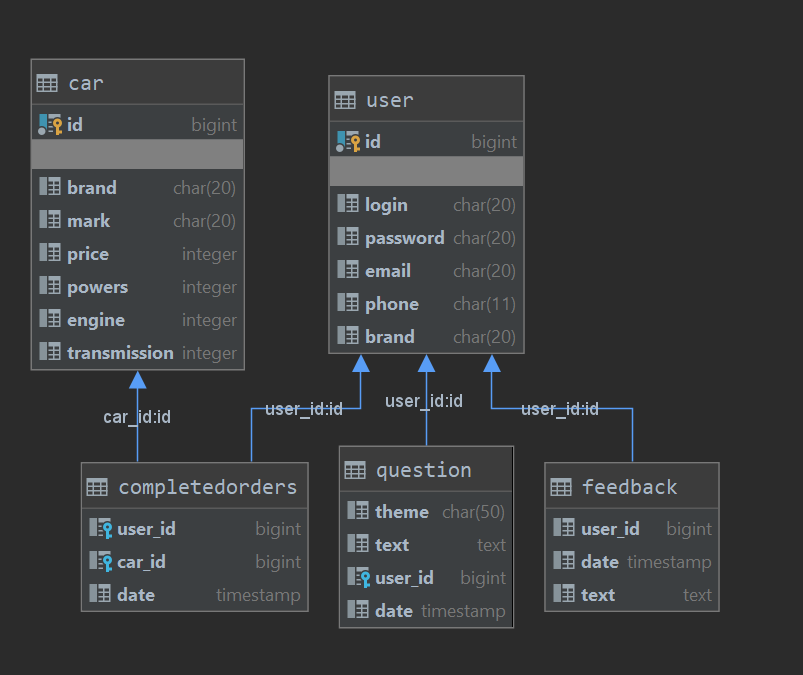 car
id bigint
brand char(20)
mark char(20)
price integer
powers integer
engine integer
transmission integer
user
id bigint
login char(20)
password char(20)
email char(20)
phone char(11)
brand char(20)
car_id:id
user_id:id
user_id:id
user_id:id
completedorders
user_id bigint
car_id bigint
date timestamp
question
theme char(50)
text text
user_id bigint
date timestamp
feedback
user_id bigint
date timestamp
text text